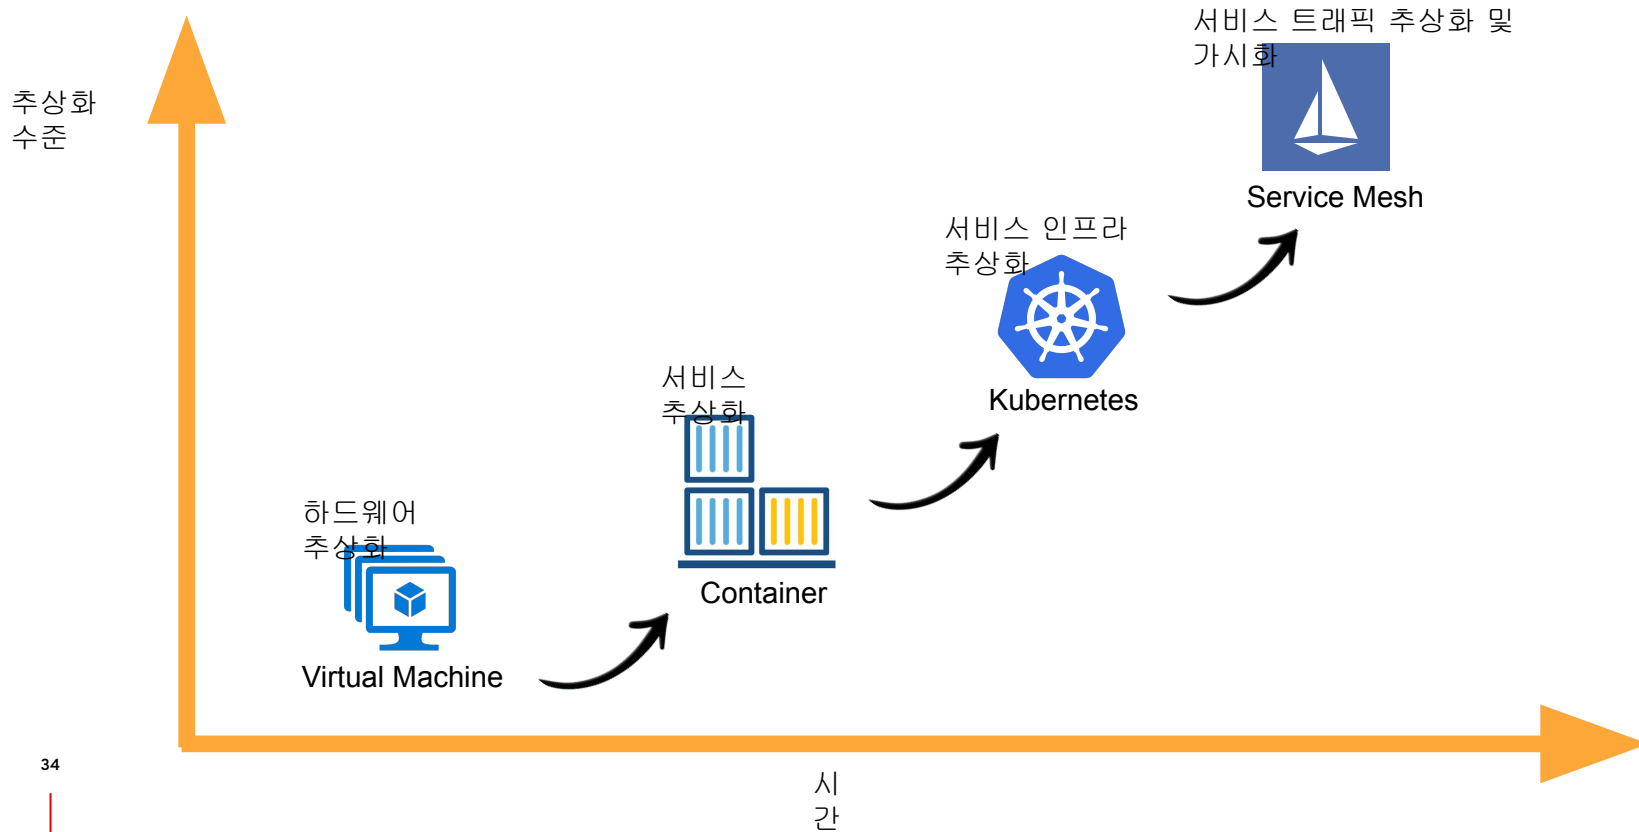 서비스 트래픽 추상화 및
가시화
추상화
수준
Service Mesh
서비스 인프라
추상화
Kubernetes
서비스
추상화
Container
하드웨어
추상화
Virtual Machine
34
시
간